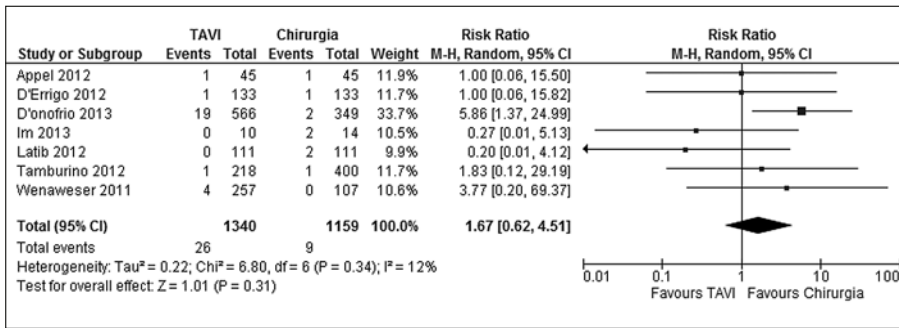 TAVI Chirurgia Risk Ratio Risk Ratio
Study or Subgroup Events Total Events Total Weight M-H, Random, 95% CI M-H, Random, 95% CI
Appel 2012 1 45 1 45 11.9% 1.00 [0.06, 15.50]
D'Errigo 2012 1 133 1 133 11.7% 1.00 [0.06, 15.82]
D'onofrio 2013 19 566 2 349 33.7% 5.86 [1.37, 24.99]
Im 2013 0 10 2 14 10.5% 0.27 [0.01, 5.13]
Latib 2012 0 111 2 111 9.9% 0.20 [0.01, 4.12]
Tamburino 2012 1 218 1 400 11.7% 1.83 [0.12, 29.19]
Wenaweser 2011 4 257 0 107 10.6% 3.77 [0.20, 69.37]
Total (95% CI) 1340 1159 100.0% 1.67 [0.62, 4.51]
Total events 26 9
Heterogeneity: Tau² = 0.22; Chi² = 6.80, df = 6 (P = 0.34); I² = 12%
Test for overall effect: Z = 1.01 (P = 0.31)
0.01 0.1 1 10 100
Favours TAVI Favours Chirurgia